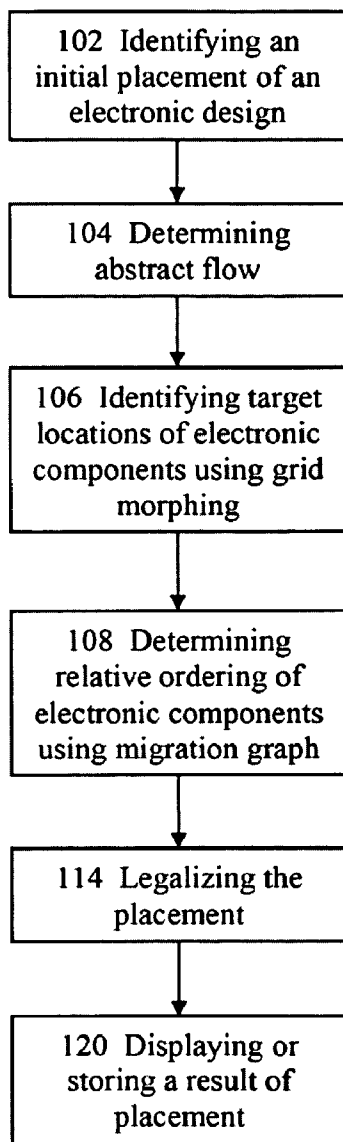 102 Identifying an
initial placement of an
electronic design
104 Determining
abstract flow
106 Identifying target
locations of electronic
components using grid
morphing
108 Determining
relative ordering of
electronic components
using migration graph
114 Legalizing the
placement
120 Displaying or
storing a result of
placement